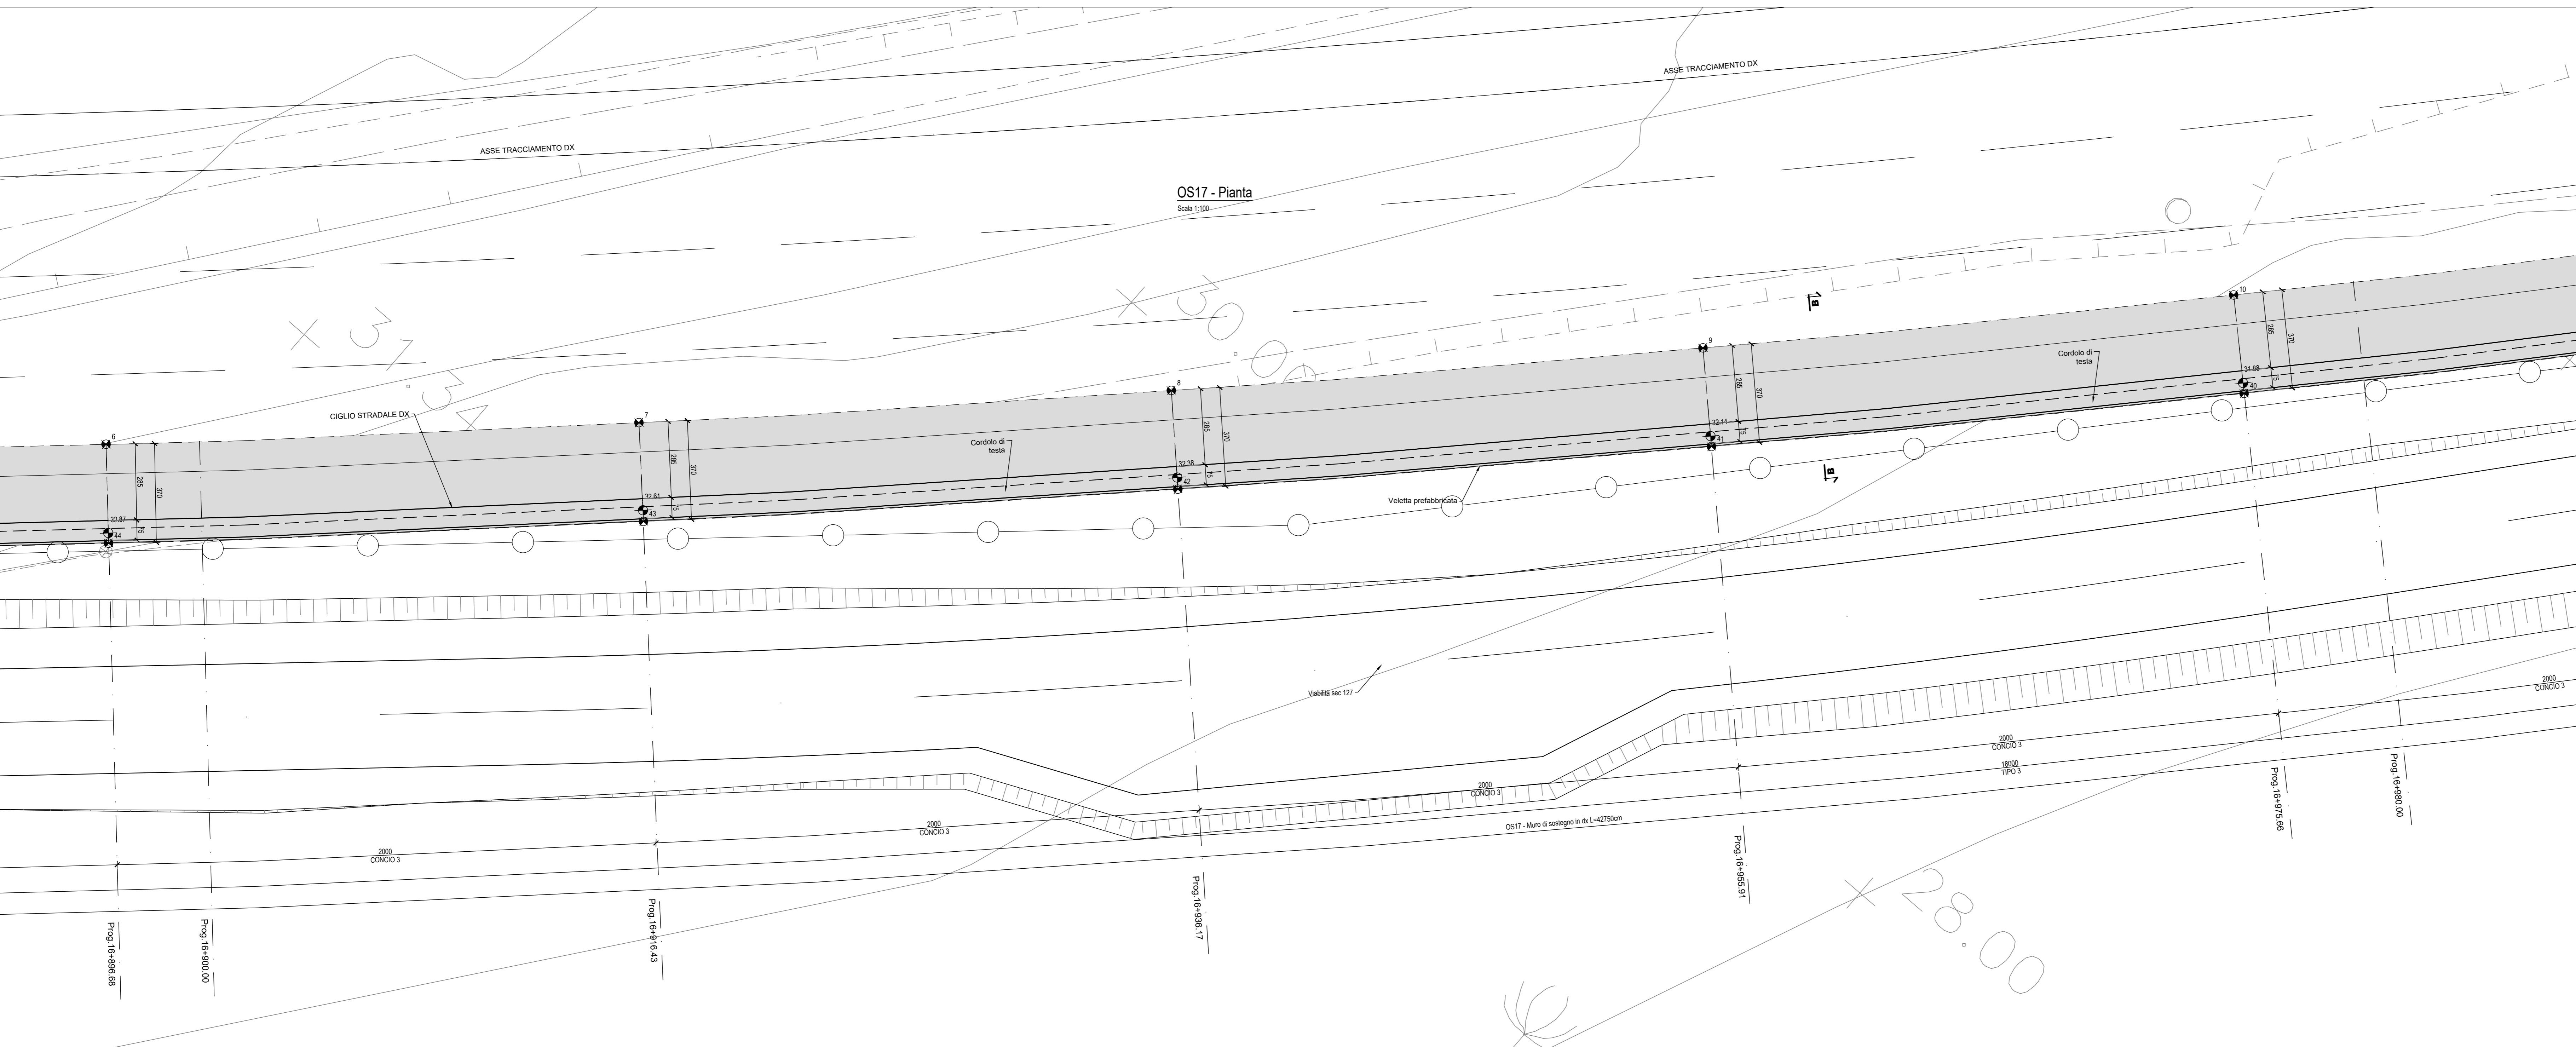 ASSE TRACCIAMENTO DX
ASSE TRACCIAMENTO DX
OS17 - Pianta
Scala 1:100
31.34
30.00
28.00
B
B
CIGLIO STRADALE DX
Cordolo di
testa
Veletta prefabbricata
Cordolo di
testa
6
285
370
32.87
75
44
7
285
370
32.61
75
43
8
285
370
32.38
75
42
9
285
370
32.14
75
41
10
285
370
31.88
75
40
Viabilità sec 127
2000
CONCIO 3
2000
CONCIO 3
2000
CONCIO 3
2000
CONCIO 3
2000
CONCIO 3
18000
TIPO 3
OS17 - Muro di sostegno in dx L=42750cm
Prog.16+896.68
Prog.16+900.00
Prog.16+916.43
Prog.16+936.17
Prog.16+955.91
Prog.16+975.66
Prog.16+980.00